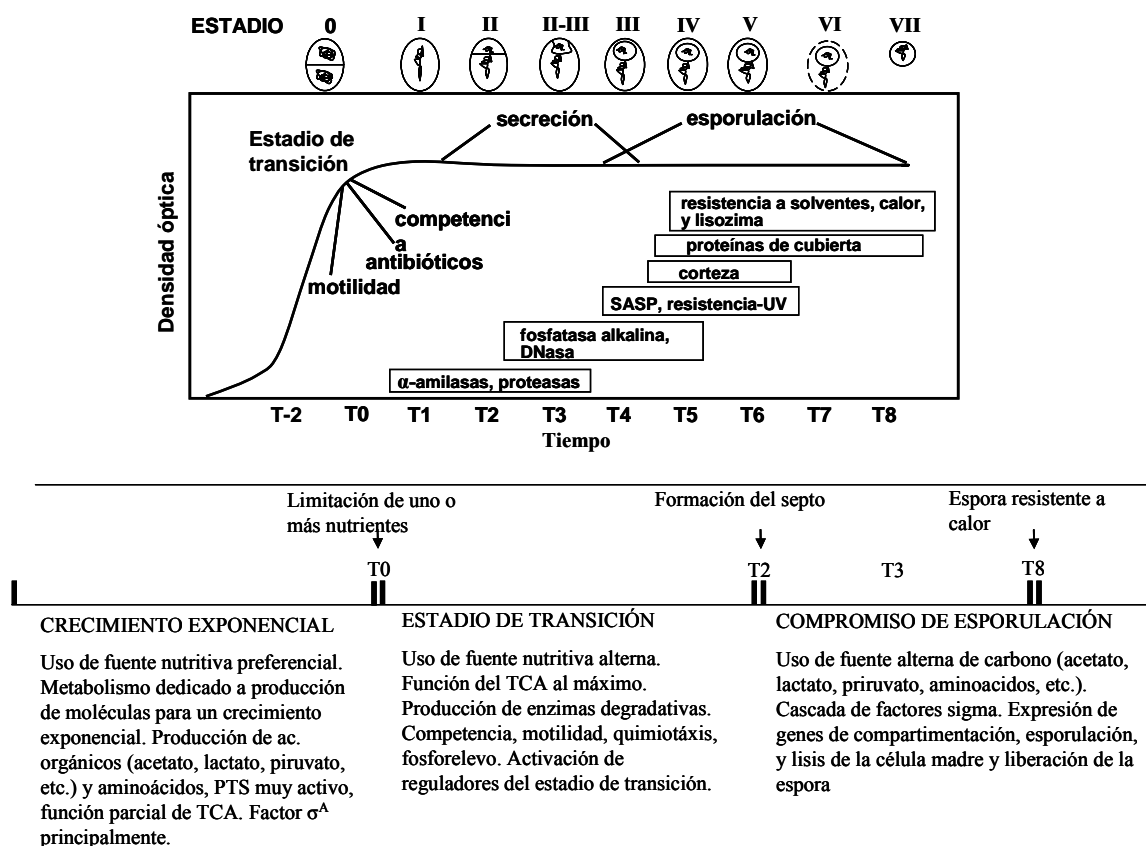 ESTADIO 0 I II II-III III IV V VI VII
Densidad óptica
Estadio de
transición
secreción
esporulación
competenci
a
antibióticos
motilidad
resistencia a solventes, calor,
y lisozima
proteínas de cubierta
corteza
SASP, resistencia-UV
fosfatasa alkalina,
DNasa
α-amilasas, proteasas
T-2 T0 T1 T2 T3 T4 T5 T6 T7 T8
Tiempo
Limitación de uno o
más nutrientes
Formación del septo
Espora resistente a
calor
T0 T2 T3 T8
CRECIMIENTO EXPONENCIAL
Uso de fuente nutritiva preferencial.
Metabolismo dedicado a producción
de moléculas para un crecimiento
exponencial. Producción de ac.
orgánicos (acetato, lactato, piruvato,
etc.) y aminoácidos, PTS muy activo,
función parcial de TCA. Factor σᴬ
principalmente.
ESTADIO DE TRANSICIÓN
Uso de fuente nutritiva alterna.
Función del TCA al máximo.
Producción de enzimas degradativas.
Competencia, motilidad, quimiotáxis,
fosforelevo. Activación de
reguladores del estadio de transición.
COMPROMISO DE ESPORULACIÓN
Uso de fuente alterna de carbono (acetato,
lactato, priruvato, aminoacidos, etc.).
Cascada de factores sigma. Expresión de
genes de compartimentación, esporulación,
y lisis de la célula madre y liberación de la
espora